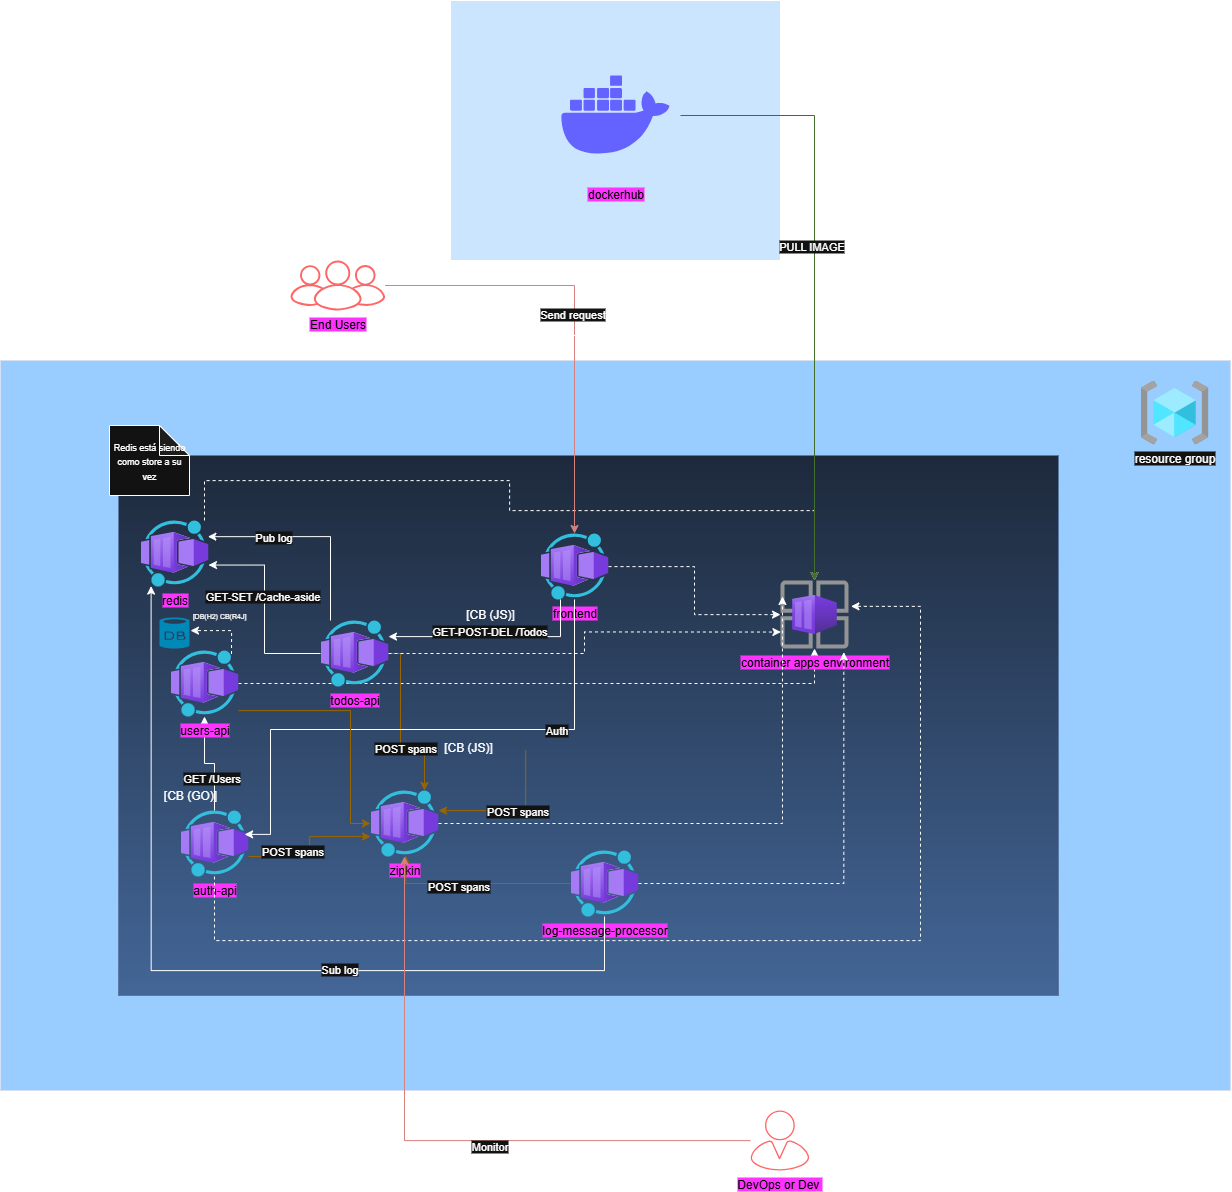 dockerhub
PULL IMAGE
End Users
Send request
resource group
Redis está siendo
como store a su
vez
Pub log
redis
GET-SET /Cache-aside
frontend
[DB(H2) CB(R4J]
DB
[CB (JS)]
GET-POST-DEL /Todos
container apps environment
todos-api
users-api
Auth
POST spans
[CB (JS)]
GET /Users
[CB (GO)]
POST spans
POST spans
zipkin
auth-api
POST spans
log-message-processor
Sub log
Monitor
DevOps or Dev